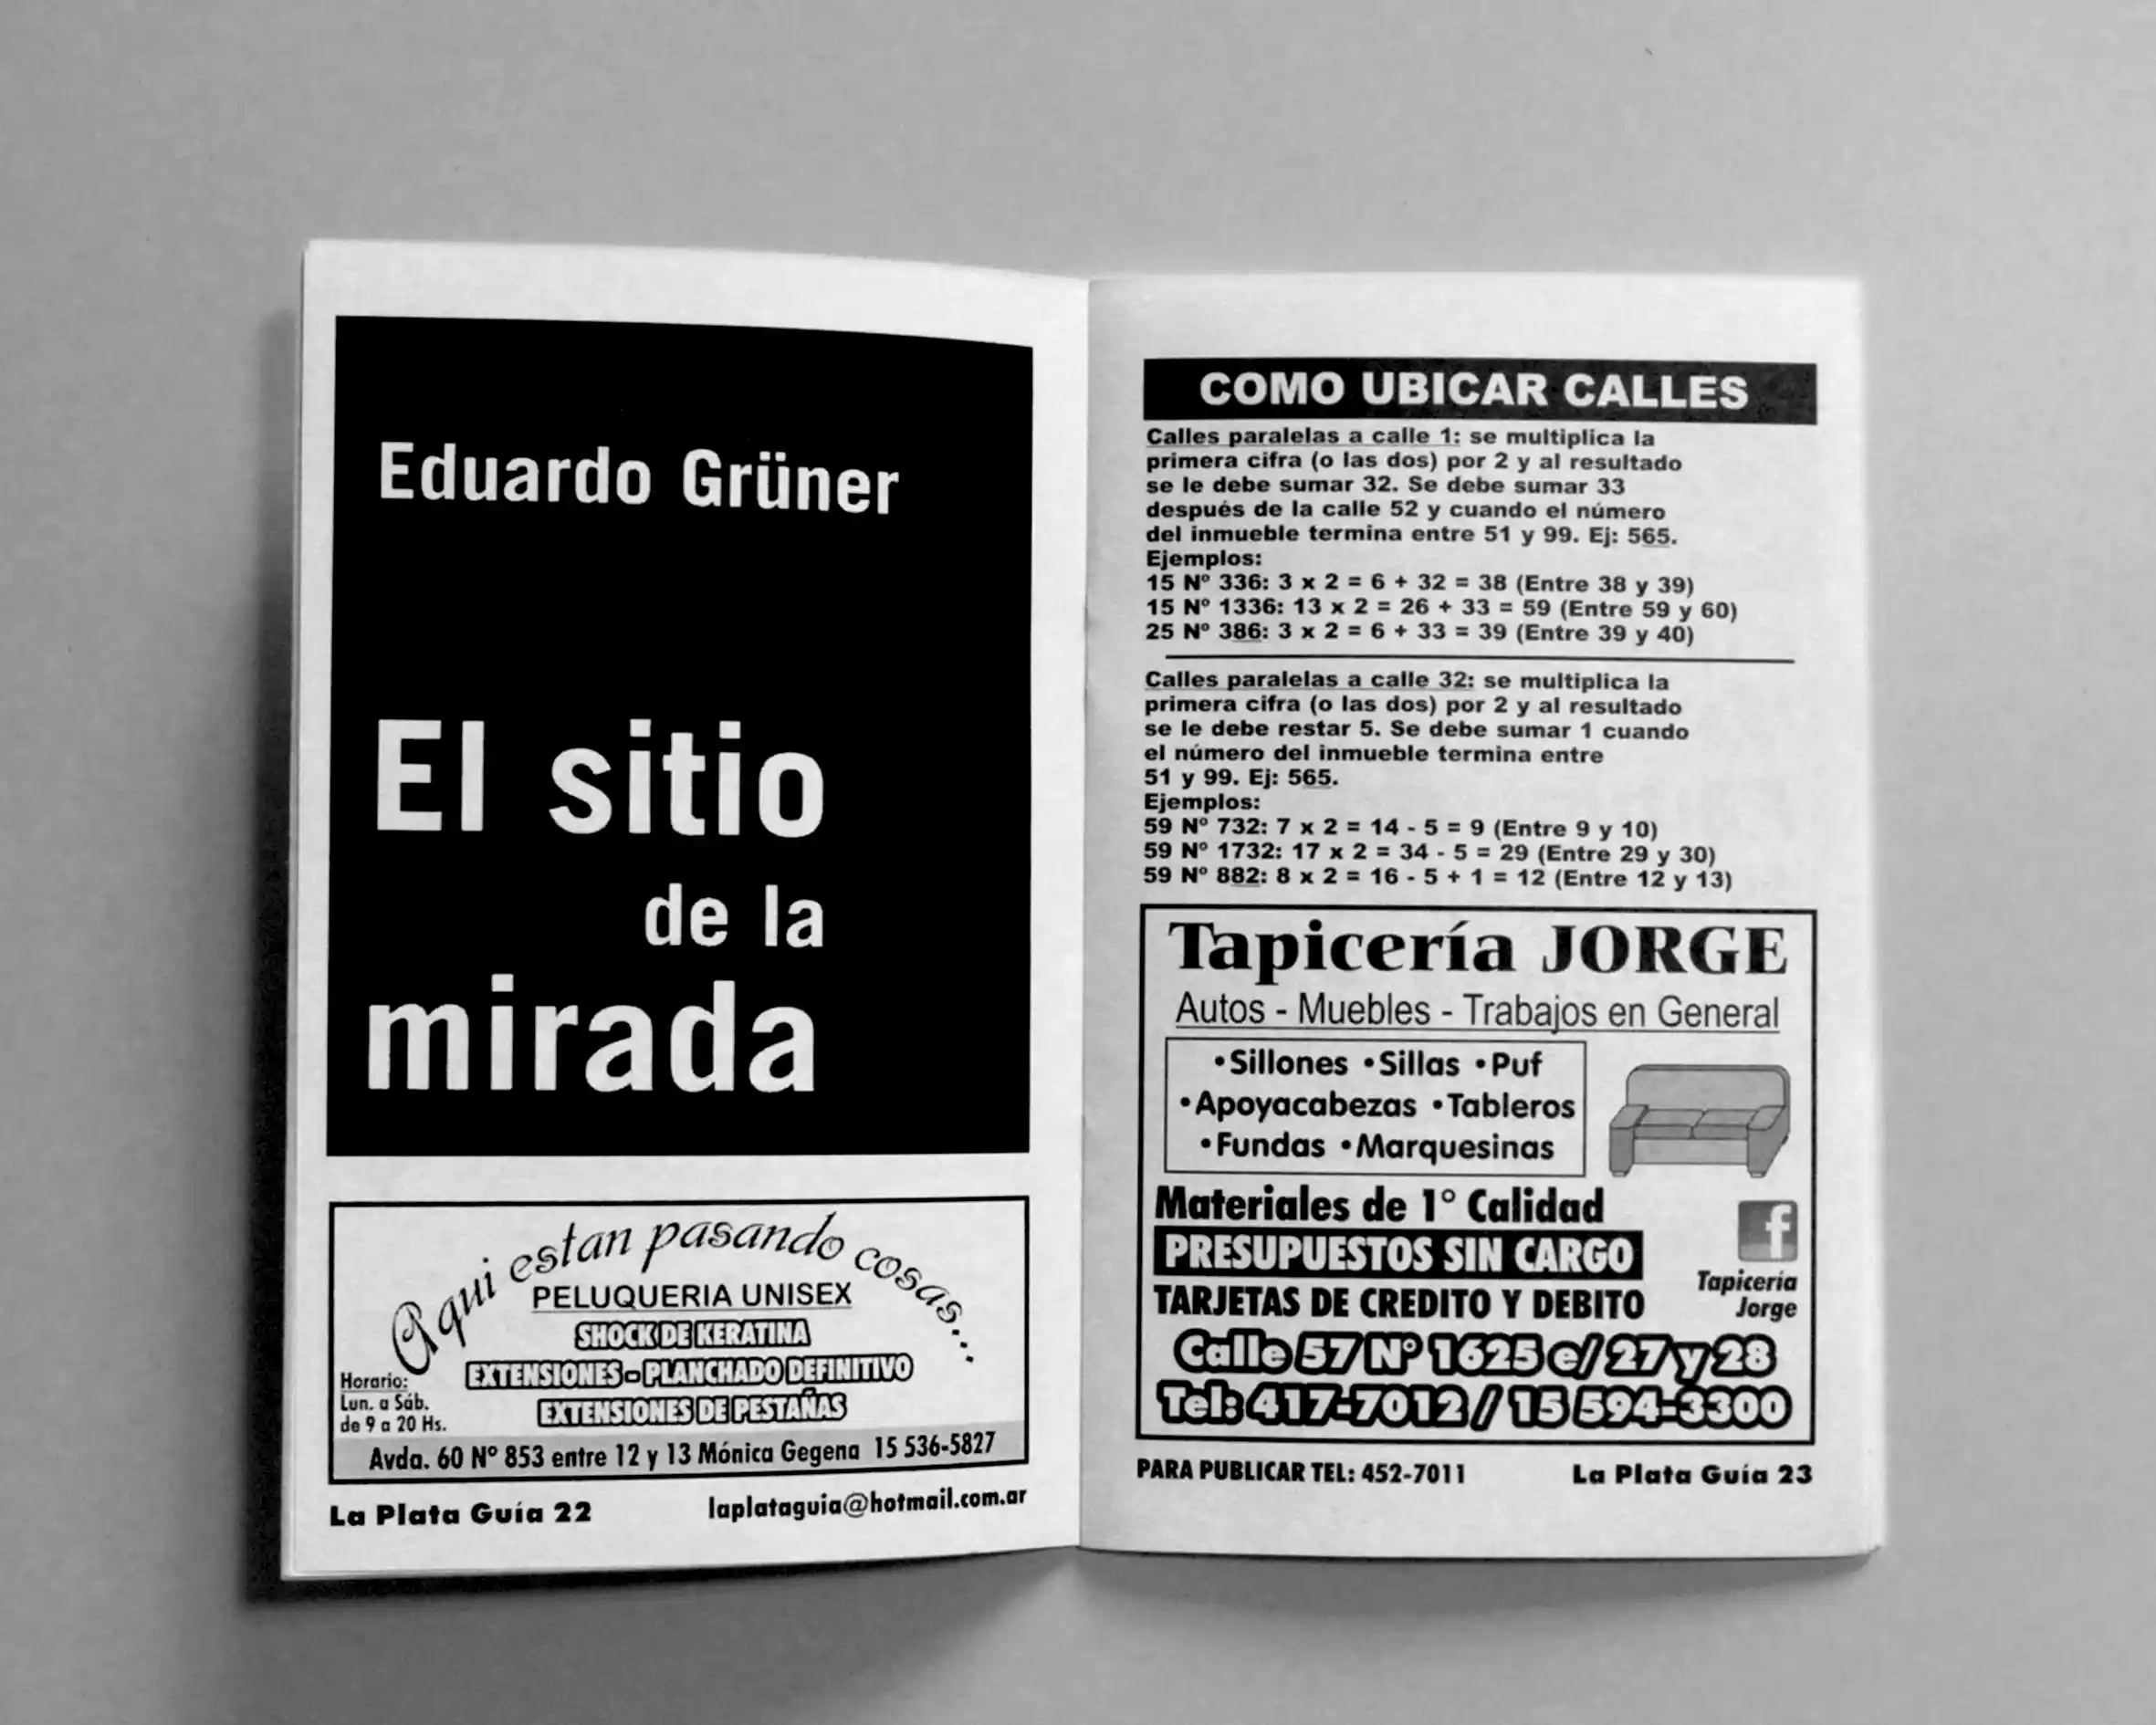 Eduardo Grüner
El sitio
de la
mirada
Aqui estan pasando cosas...
PELUQUERIA UNISEX
SHOCK DE KERATINA
EXTENSIONES - PLANCHADO DEFINITIVO
EXTENSIONES DE PESTAÑAS
Horario:
Lun. a Sáb.
de 9 a 20 Hs.
Avda. 60 Nº 853 entre 12 y 13 Mónica Gegena 15 536-5827
La Plata Guía 22 laplataguia@hotmail.com.ar
COMO UBICAR CALLES
Calles paralelas a calle 1: se multiplica la
primera cifra (o las dos) por 2 y al resultado
se le debe sumar 32. Se debe sumar 33
después de la calle 52 y cuando el número
del inmueble termina entre 51 y 99. Ej: 565.
Ejemplos:
15 Nº 336: 3 x 2 = 6 + 32 = 38 (Entre 38 y 39)
15 Nº 1336: 13 x 2 = 26 + 33 = 59 (Entre 59 y 60)
25 Nº 386: 3 x 2 = 6 + 33 = 39 (Entre 39 y 40)
Calles paralelas a calle 32: se multiplica la
primera cifra (o las dos) por 2 y al resultado
se le debe restar 5. Se debe sumar 1 cuando
el número del inmueble termina entre
51 y 99. Ej: 565.
Ejemplos:
59 Nº 732: 7 x 2 = 14 - 5 = 9 (Entre 9 y 10)
59 Nº 1732: 17 x 2 = 34 - 5 = 29 (Entre 29 y 30)
59 Nº 882: 8 x 2 = 16 - 5 + 1 = 12 (Entre 12 y 13)
Tapicería JORGE
Autos - Muebles - Trabajos en General
•Sillones •Sillas •Puf
•Apoyacabezas •Tableros
•Fundas •Marquesinas
Materiales de 1° Calidad
PRESUPUESTOS SIN CARGO
TARJETAS DE CREDITO Y DEBITO
f
Tapicería
Jorge
Calle 57 Nº 1625 e/ 27 y 28
Tel: 417-7012 / 15 594-3300
PARA PUBLICAR TEL: 452-7011 La Plata Guía 23